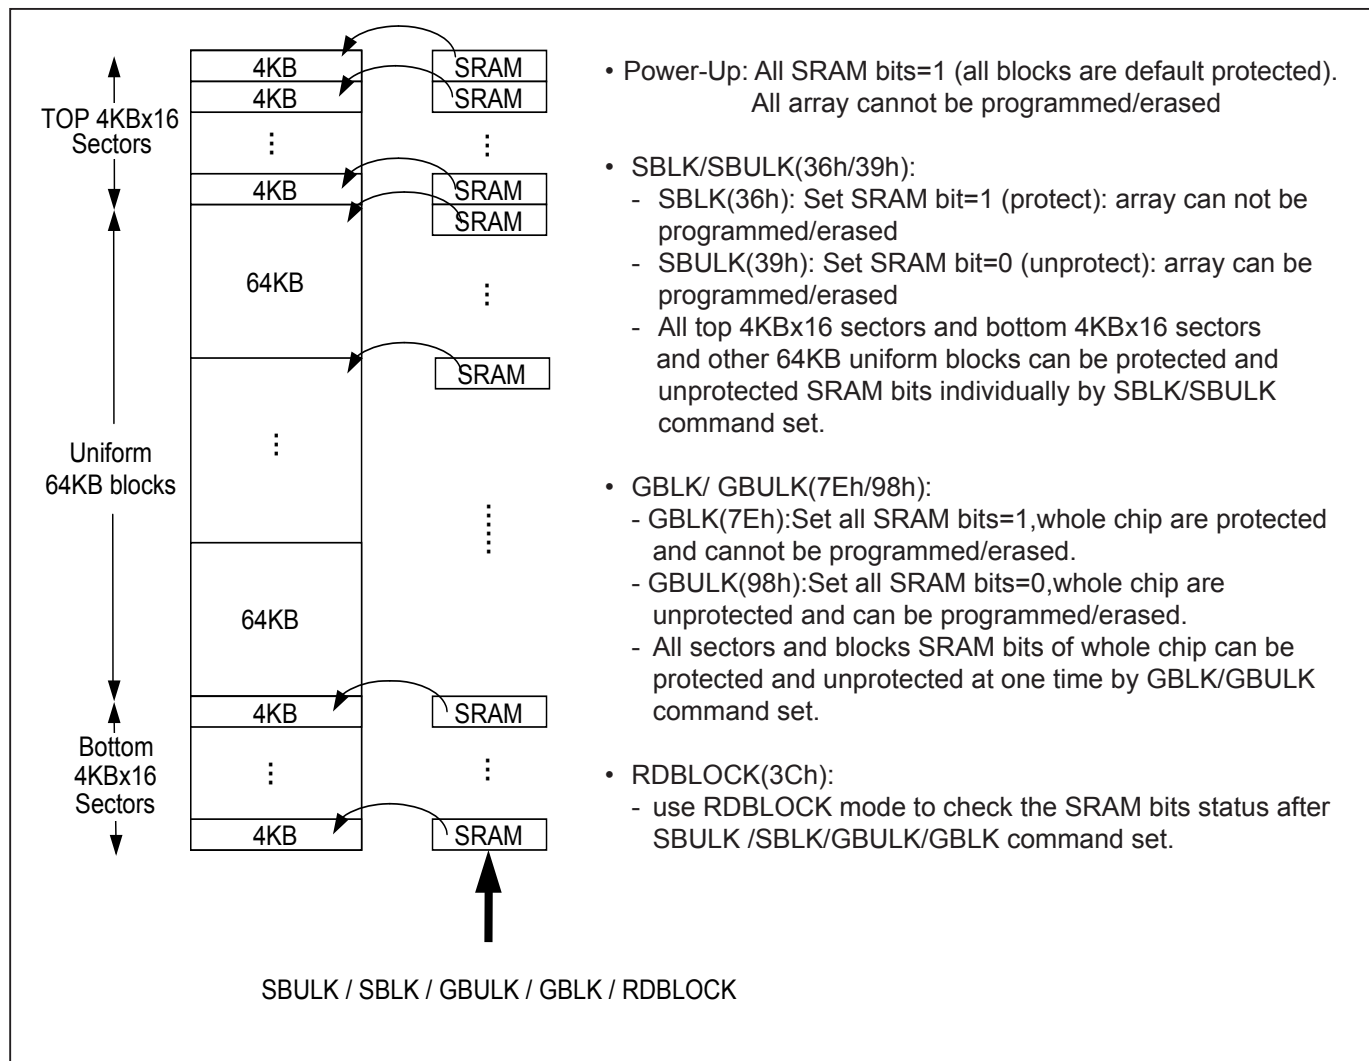 4KB
SRAM
4KB
SRAM
TOP 4KBx16
Sectors
⋮
⋮
4KB
SRAM
SRAM
64KB
⋮
SRAM
Uniform
64KB blocks
⋮
⋮
64KB
4KB
SRAM
Bottom
4KBx16
Sectors
⋮
⋮
4KB
SRAM
SBULK / SBLK / GBULK / GBLK / RDBLOCK
• Power-Up: All SRAM bits=1 (all blocks are default protected).
All array cannot be programmed/erased
• SBLK/SBULK(36h/39h):
- SBLK(36h): Set SRAM bit=1 (protect): array can not be
programmed/erased
- SBULK(39h): Set SRAM bit=0 (unprotect): array can be
programmed/erased
- All top 4KBx16 sectors and bottom 4KBx16 sectors
and other 64KB uniform blocks can be protected and
unprotected SRAM bits individually by SBLK/SBULK
command set.
• GBLK/ GBULK(7Eh/98h):
- GBLK(7Eh):Set all SRAM bits=1,whole chip are protected
and cannot be programmed/erased.
- GBULK(98h):Set all SRAM bits=0,whole chip are
unprotected and can be programmed/erased.
- All sectors and blocks SRAM bits of whole chip can be
protected and unprotected at one time by GBLK/GBULK
command set.
• RDBLOCK(3Ch):
- use RDBLOCK mode to check the SRAM bits status after
SBULK /SBLK/GBULK/GBLK command set.